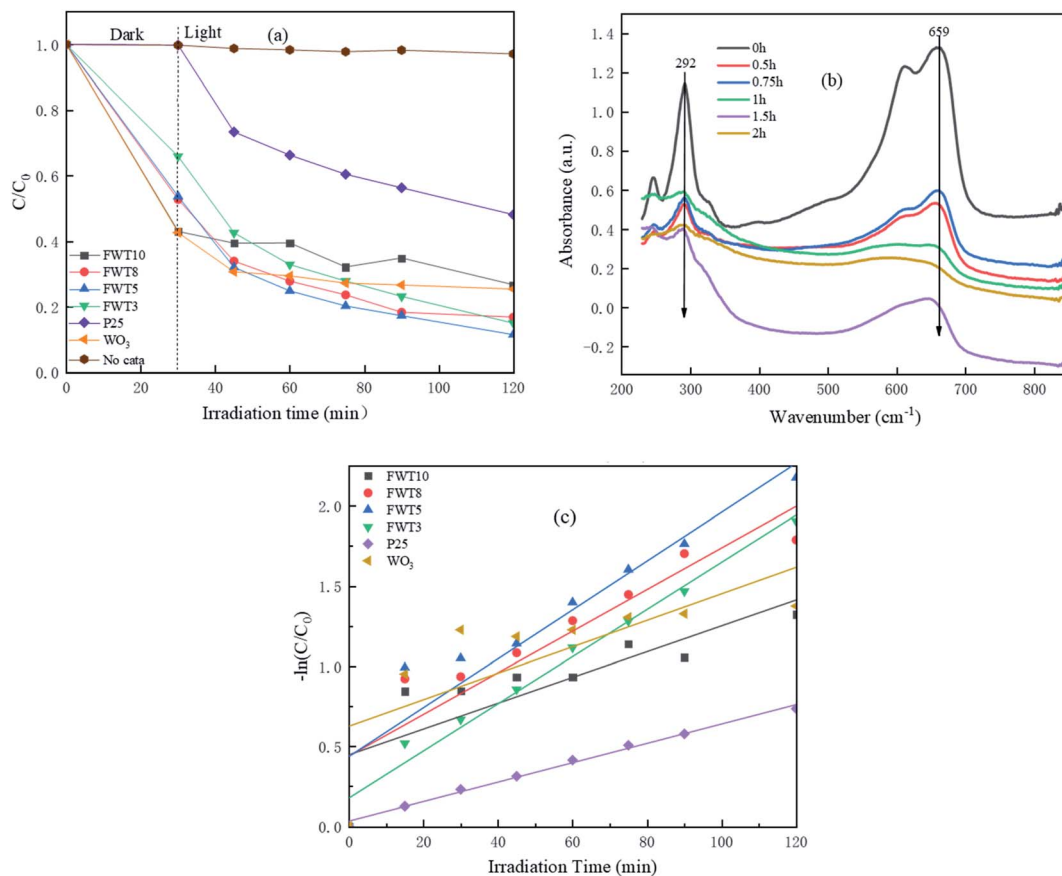 Dark Light (a)
1.0
0.8
0.6
0.4
0.2
0.0
C/C₀
FWT10
FWT8
FWT5
FWT3
P25
WO₃
No cata
0 20 40 60 80 100 120
Irradiation time (min）
659
292
(b)
0h
0.5h
0.75h
1h
1.5h
2h
1.4
1.2
1.0
0.8
0.6
0.4
0.2
0.0
−0.2
Absorbance (a.u.)
200 300 400 500 600 700 800
Wavenumber (cm⁻¹)
FWT10
FWT8
FWT5
FWT3
P25
WO₃
(c)
2.0
1.5
1.0
0.5
0.0
-ln(C/C₀)
0 20 40 60 80 100 120
Irradiation Time (min)